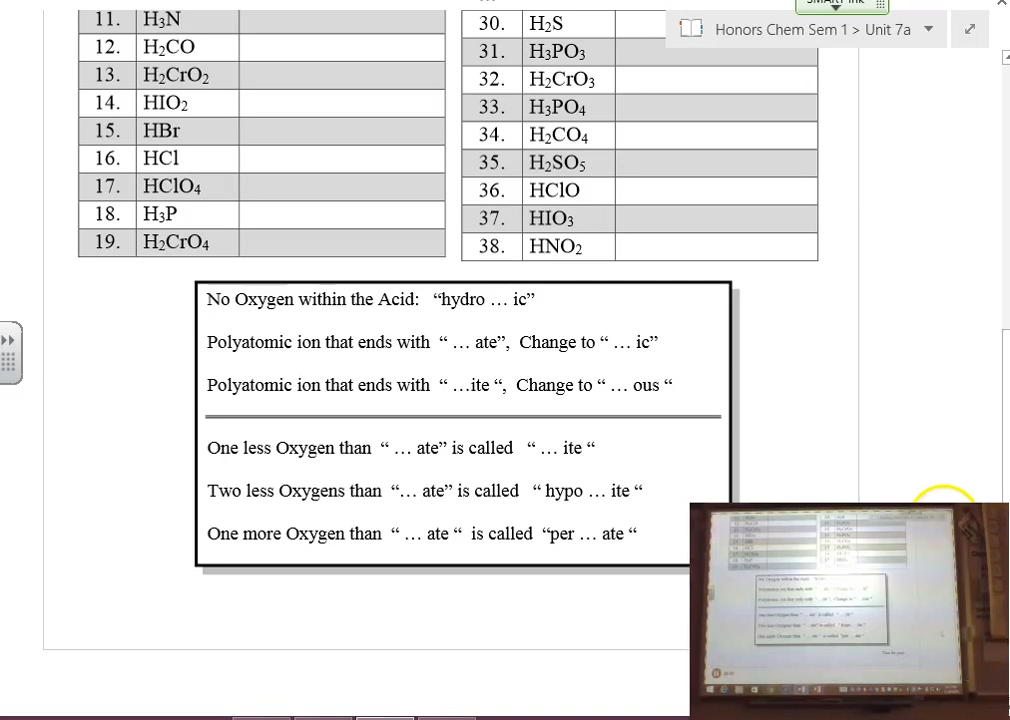 SMART Ink
Honors Chem Sem 1 > Unit 7a
11. H₃N
12. H₂CO
13. H₂CrO₂
14. HIO₂
15. HBr
16. HCl
17. HClO₄
18. H₃P
19. H₂CrO₄
30. H₂S
31. H₃PO₃
32. H₂CrO₃
33. H₃PO₄
34. H₂CO₄
35. H₂SO₅
36. HClO
37. HIO₃
38. HNO₂
No Oxygen within the Acid: “hydro … ic”
Polyatomic ion that ends with “ … ate”, Change to “ … ic”
Polyatomic ion that ends with “ …ite “, Change to “ … ous “
One less Oxygen than “ … ate” is called “ … ite “
Two less Oxygens than “… ate” is called “ hypo … ite “
One more Oxygen than “ … ate “ is called “per … ate “